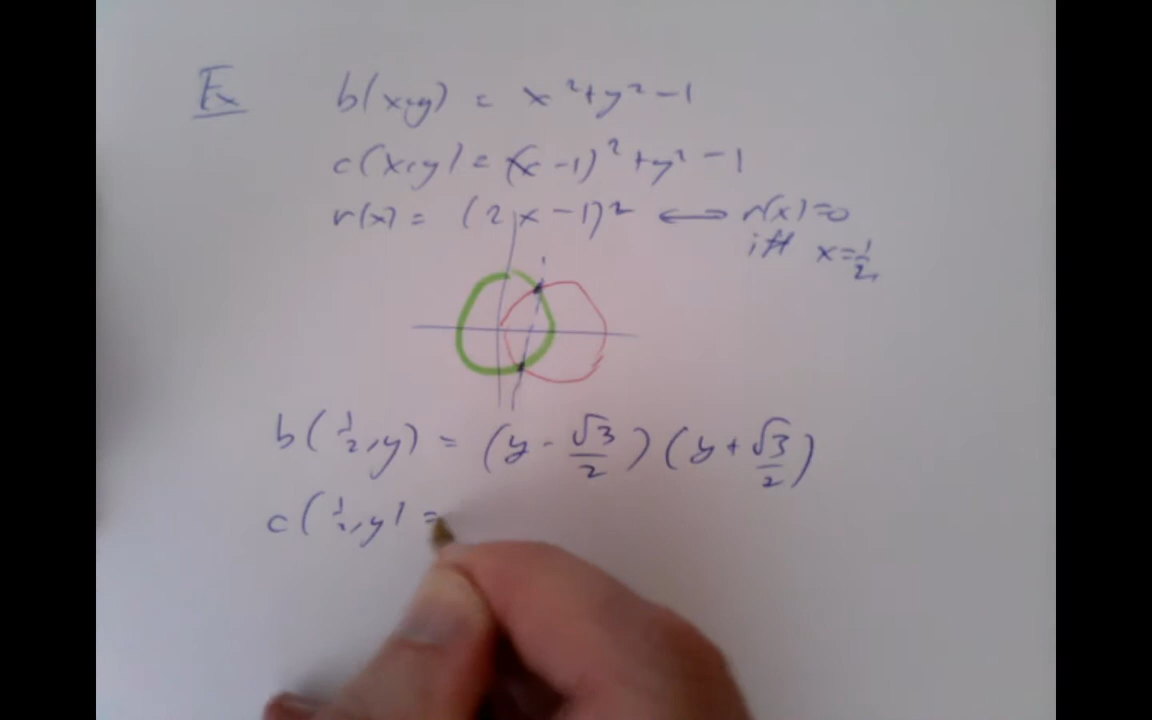 Ex b(x,y) = x²+y²-1
c(x,y) = (x-1)²+y²-1
r(x) = (2x-1)² ⟷ r(x)=0
iff x=1/2
b(1/2,y) = (y-√3/2)(y+√3/2)
c(1/2,y) =